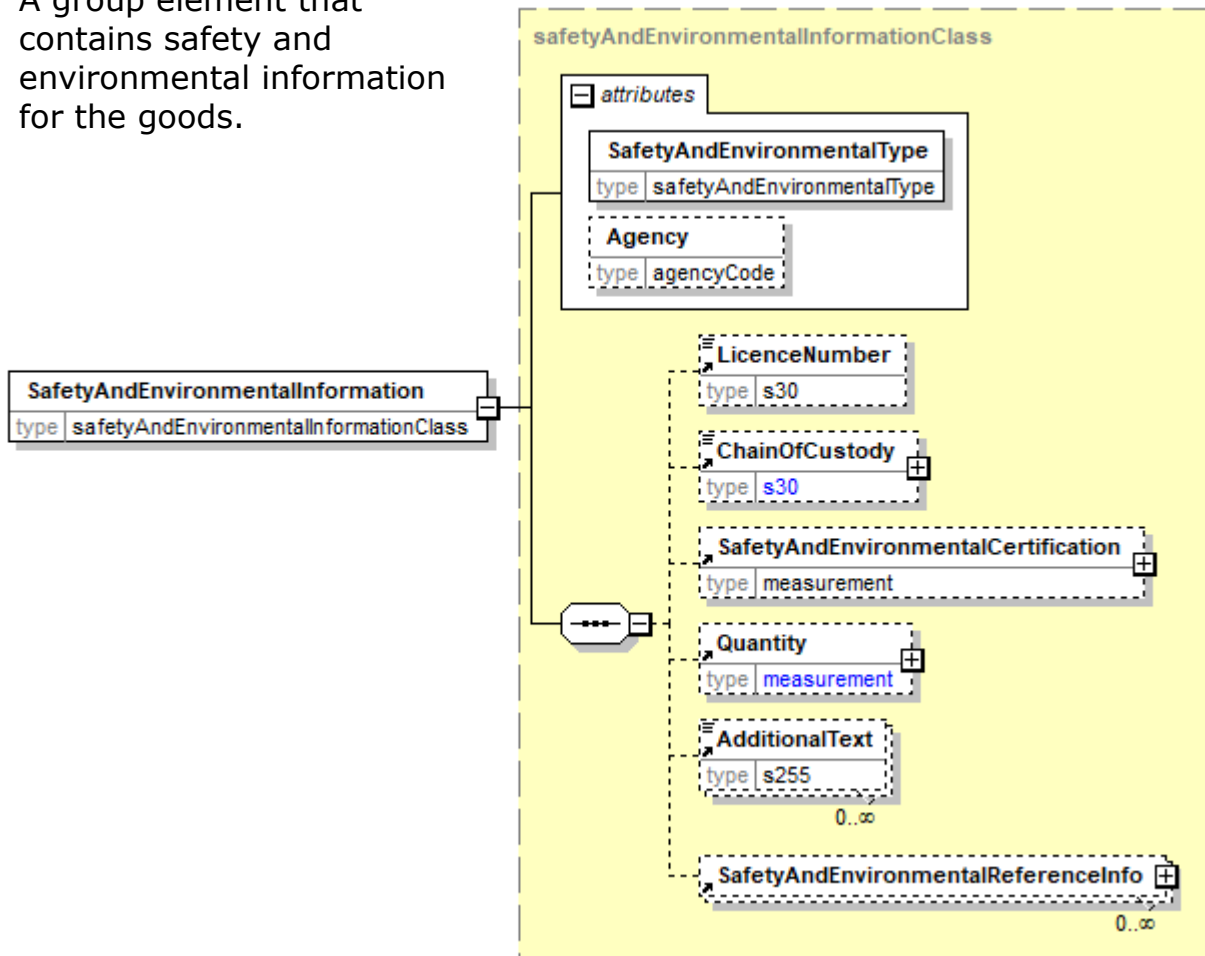 A group element that
contains safety and
environmental information
for the goods.
safetyAndEnvironmentalInformationClass
attributes
SafetyAndEnvironmentalType
type safetyAndEnvironmentalType
Agency
type agencyCode
SafetyAndEnvironmentalInformation
type safetyAndEnvironmentalInformationClass
LicenceNumber
type s30
ChainOfCustody
type s30
SafetyAndEnvironmentalCertification
type measurement
Quantity
type measurement
AdditionalText
type s255
0..∞
SafetyAndEnvironmentalReferenceInfo
0..∞